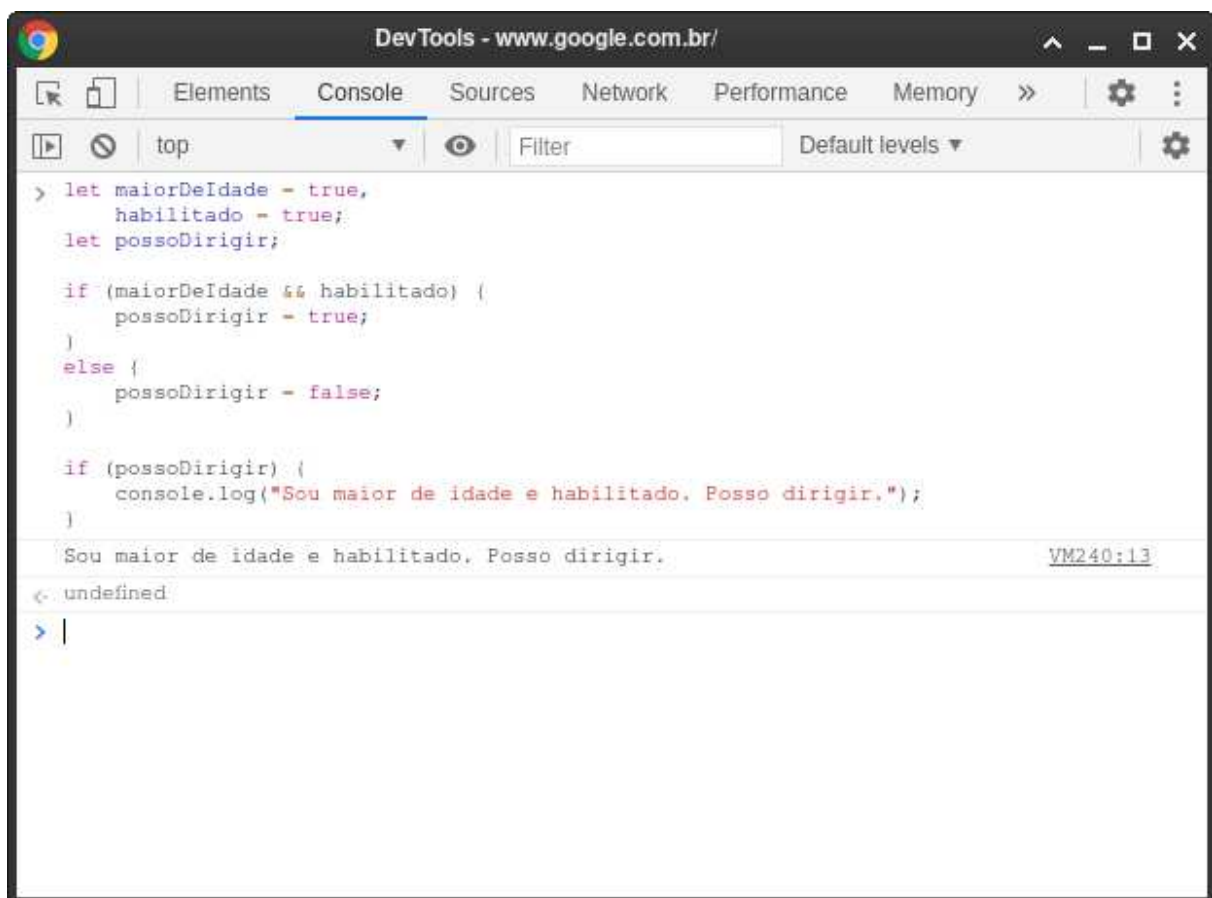 DevTools - www.google.com.br/
Elements Console Sources Network Performance Memory »
top Filter Default levels
> let maiorDeIdade = true,
habilitado = true;
let possoDirigir;
if (maiorDeIdade && habilitado) {
possoDirigir = true;
}
else {
possoDirigir = false;
}
if (possoDirigir) {
console.log("Sou maior de idade e habilitado. Posso dirigir.");
}
Sou maior de idade e habilitado. Posso dirigir. VM240:13
undefined
>